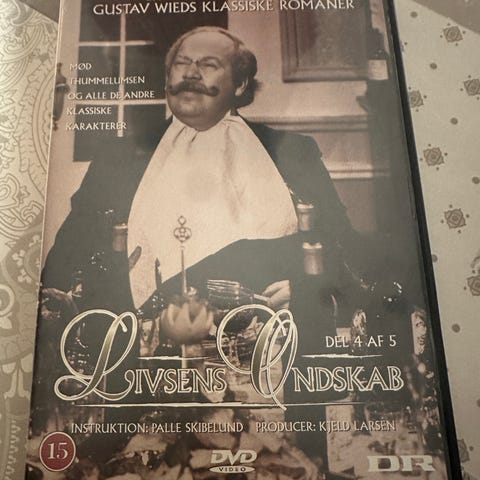 GUSTAV WIEDS KLASSISKE ROMANER
MØD
THUMMELUMSEN
OG ALLE DE ANDRE
KLASSISKE
KARAKTERER
DEL 4 AF 5
LIVSENS ONDSKAB
INSTRUKTION: PALLE SKIBELUND PRODUCER: KJELD LARSEN
15
DVD
VIDEO
DR